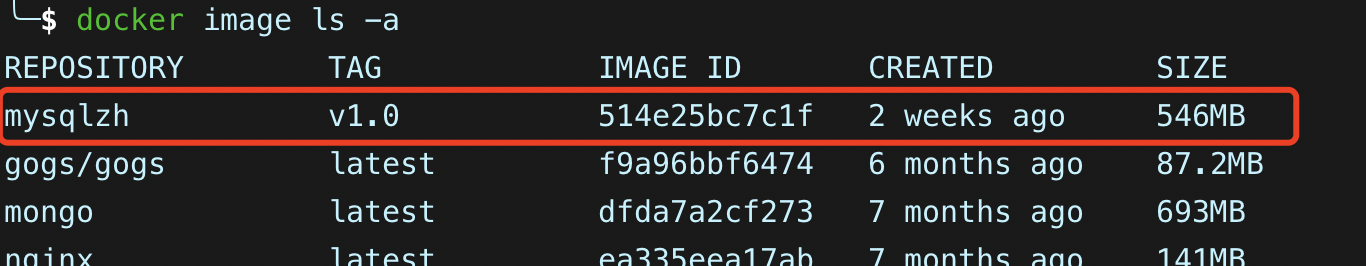 $ docker image ls -a
REPOSITORY TAG IMAGE ID CREATED SIZE
mysqlzh v1.0 514e25bc7c1f 2 weeks ago 546MB
gogs/gogs latest f9a96bbf6474 6 months ago 87.2MB
mongo latest dfda7a2cf273 7 months ago 693MB
nginx latest ea335eea17ab 7 months ago 141MB